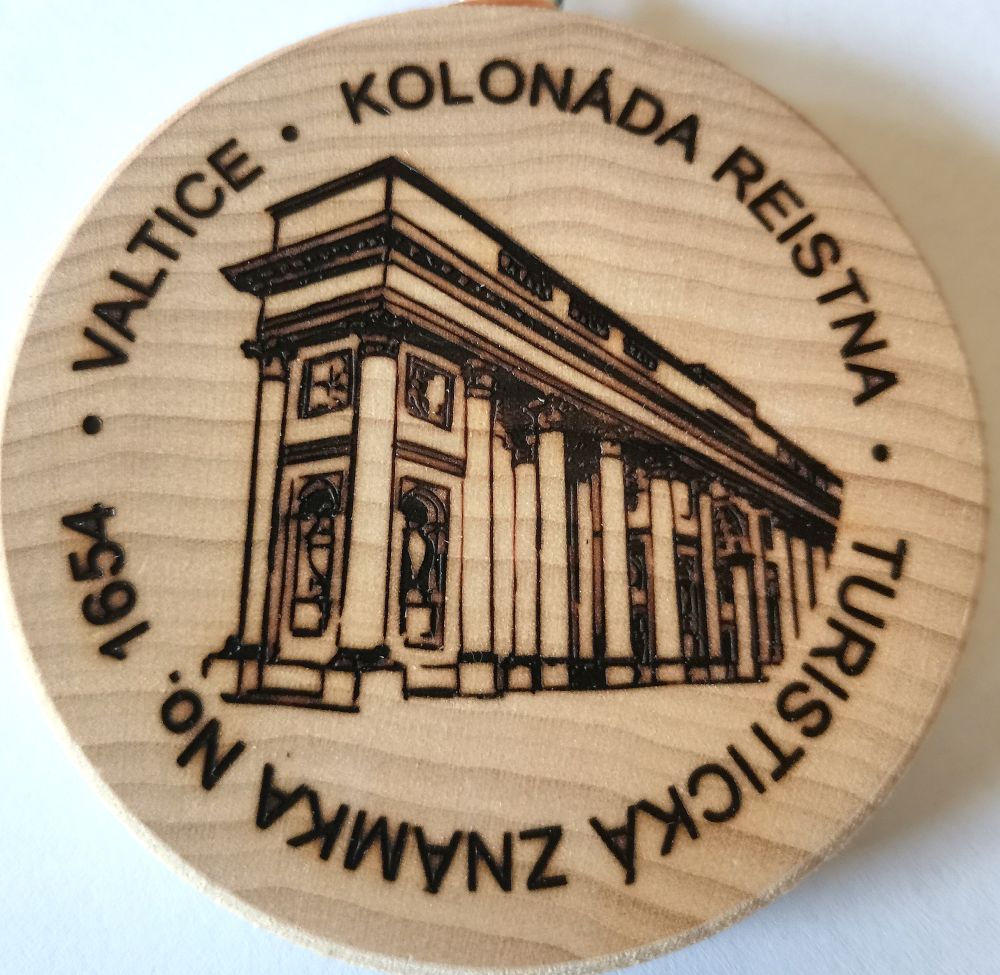 VALTICE • KOLONÁDA REISTNA • TURISTICKÁ ZNÁMKA No. 1654 •